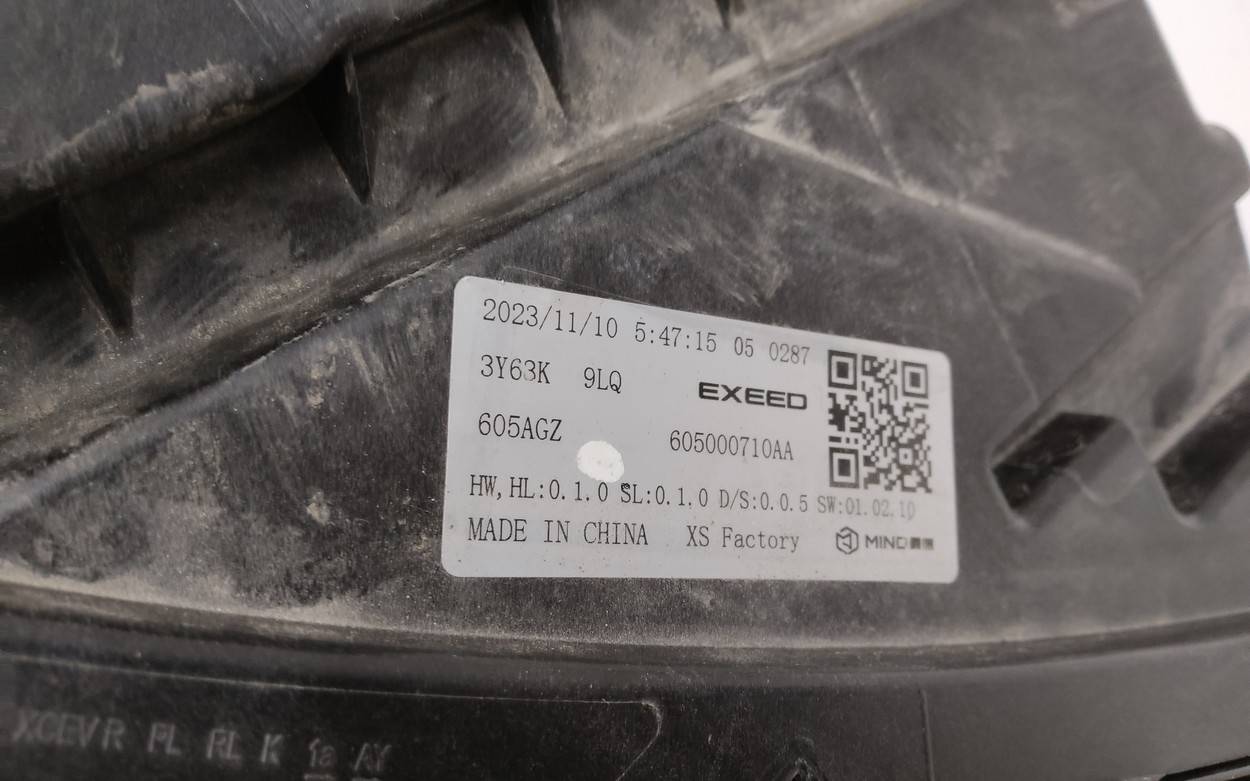 2023/11/10 5:47:15 05 0287
3Y63K 9LQ
EXEED
605AGZ
605000710AA
HW,HL:0.1.0 SL:0.1.0 D/S:0.0.5 SW:01.02.10
MADE IN CHINA XS Factory
MIND
XCEVR PL RL K 1a AY